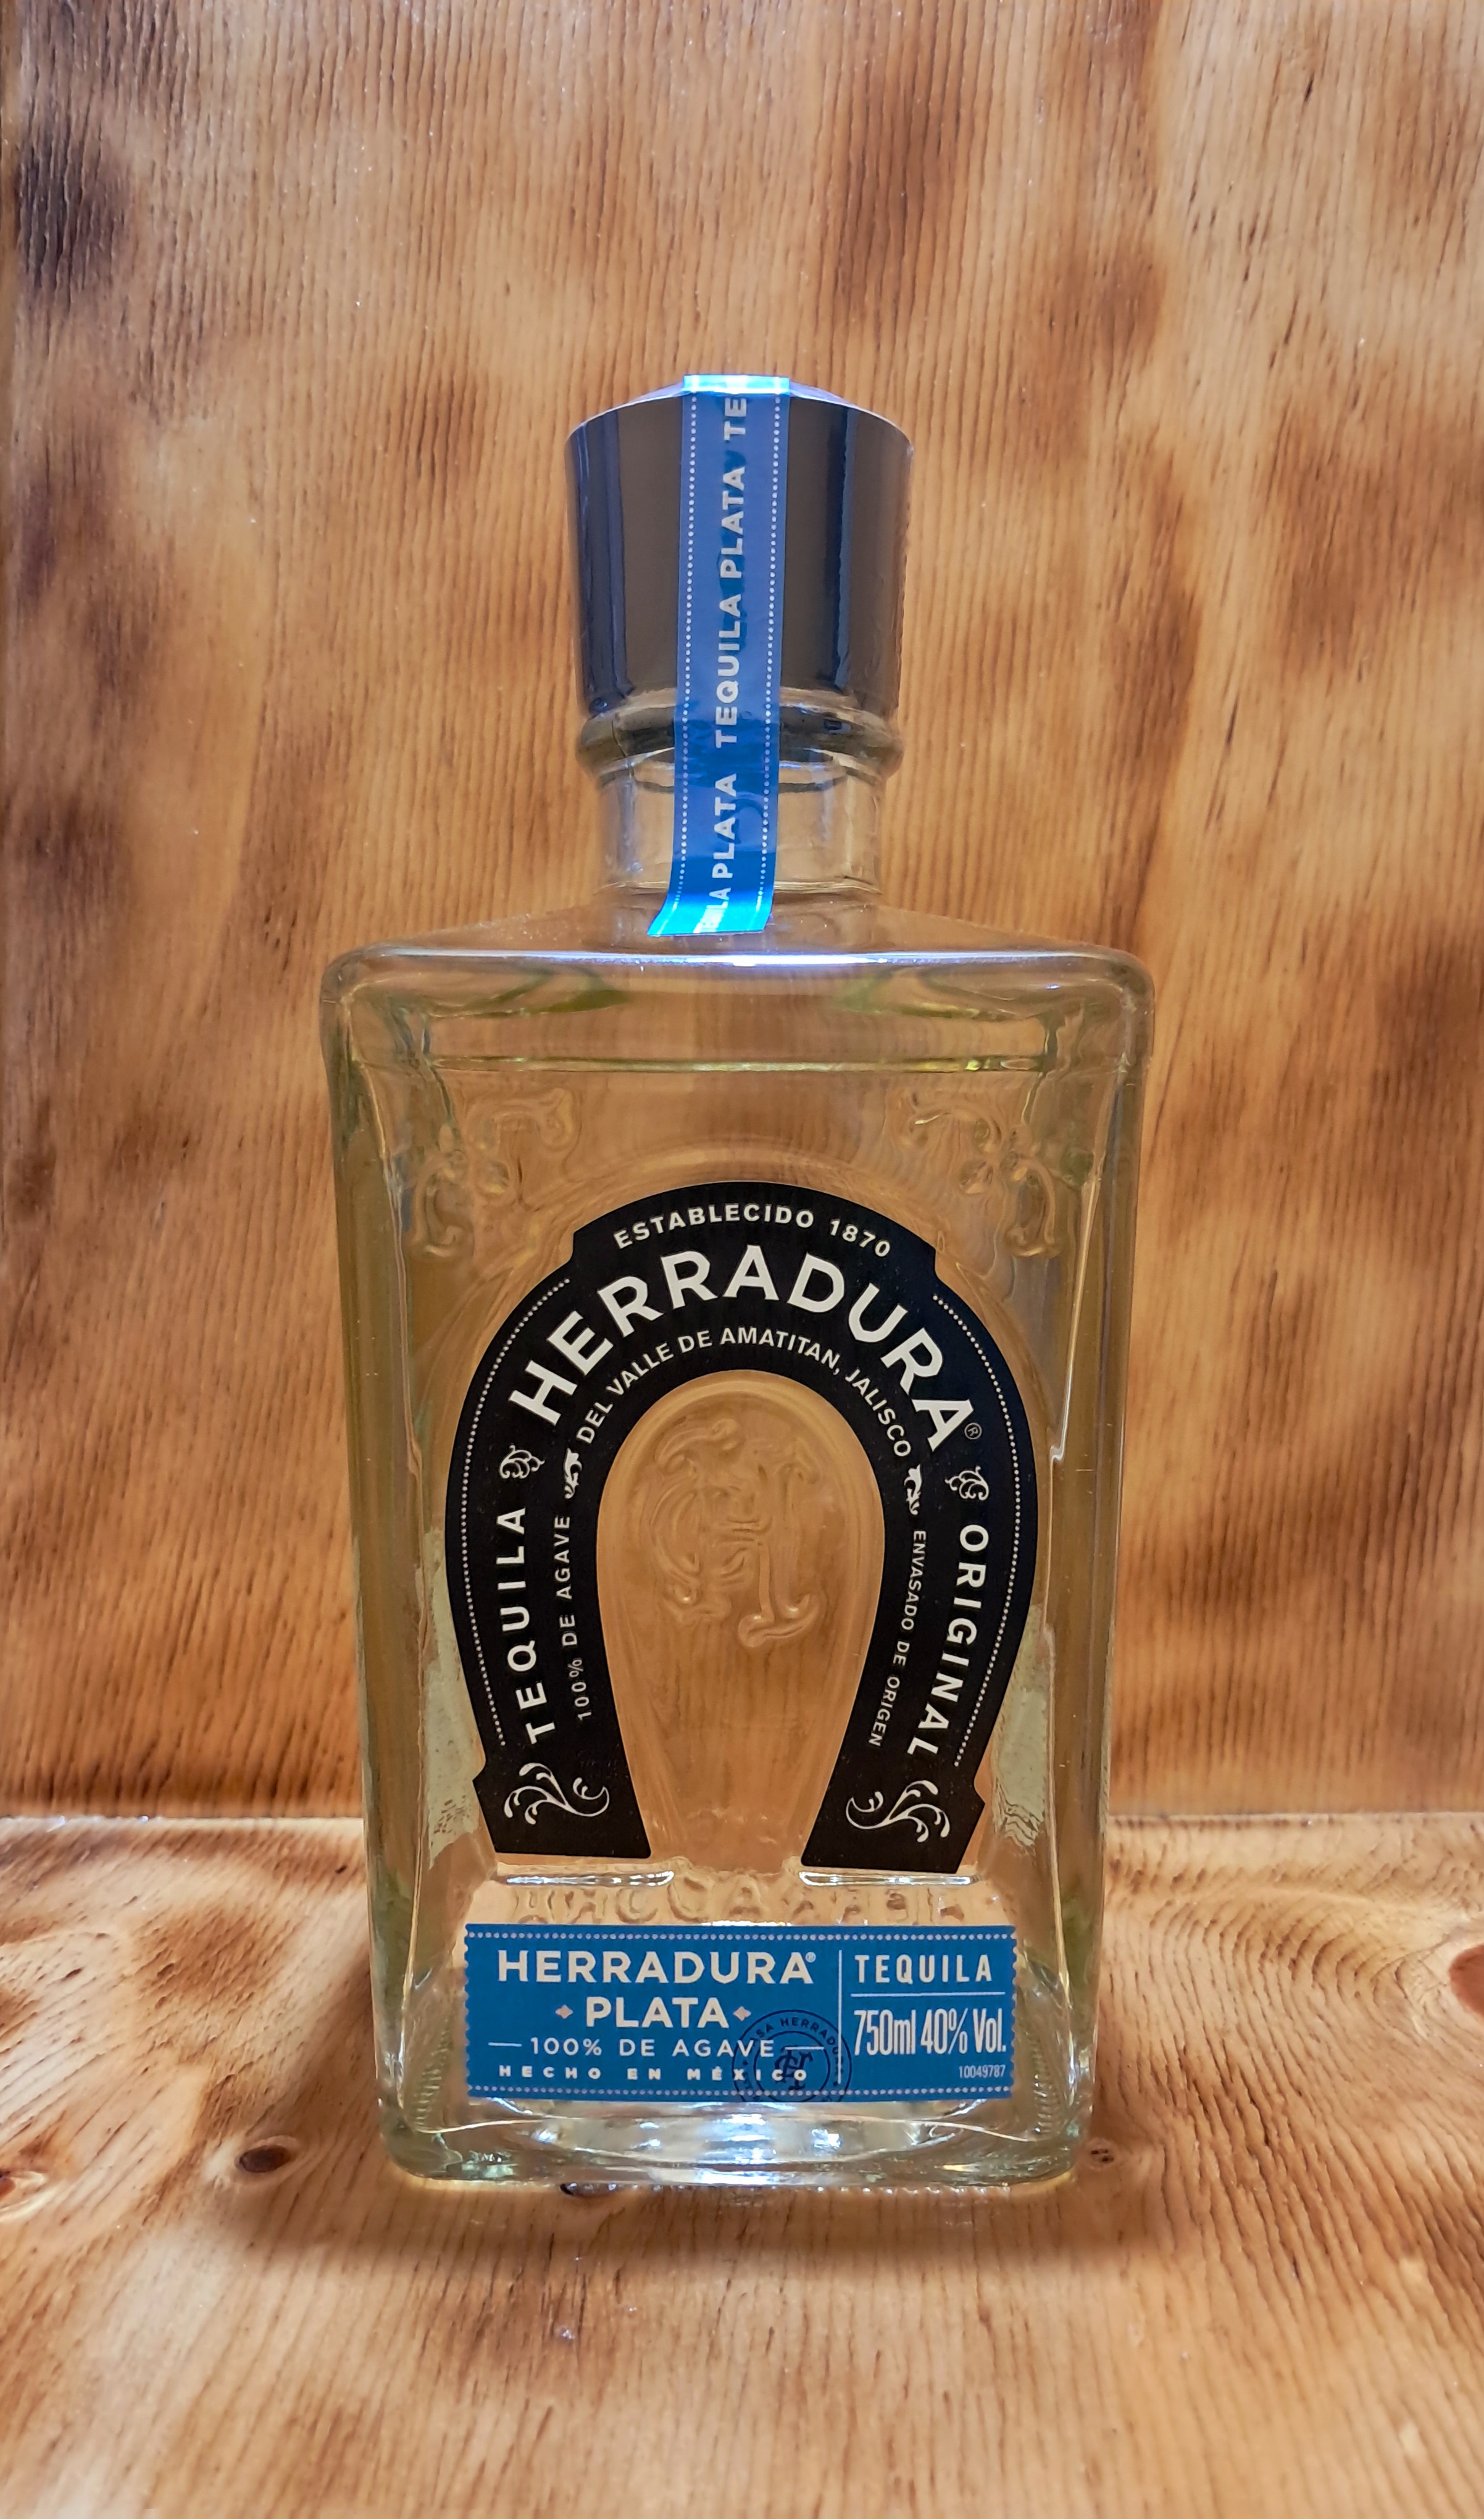 PLATA TEQUILA PLATA TE
ESTABLECIDO 1870
HERRADURA®
DEL VALLE DE AMATITAN, JALISCO
TEQUILA
100% DE AGAVE
ORIGINAL
ENVASADO DE ORIGEN
HERRADURA®
PLATA
100% DE AGAVE
HECHO EN MÉXICO
TEQUILA
750ml 40% Vol.
10049787